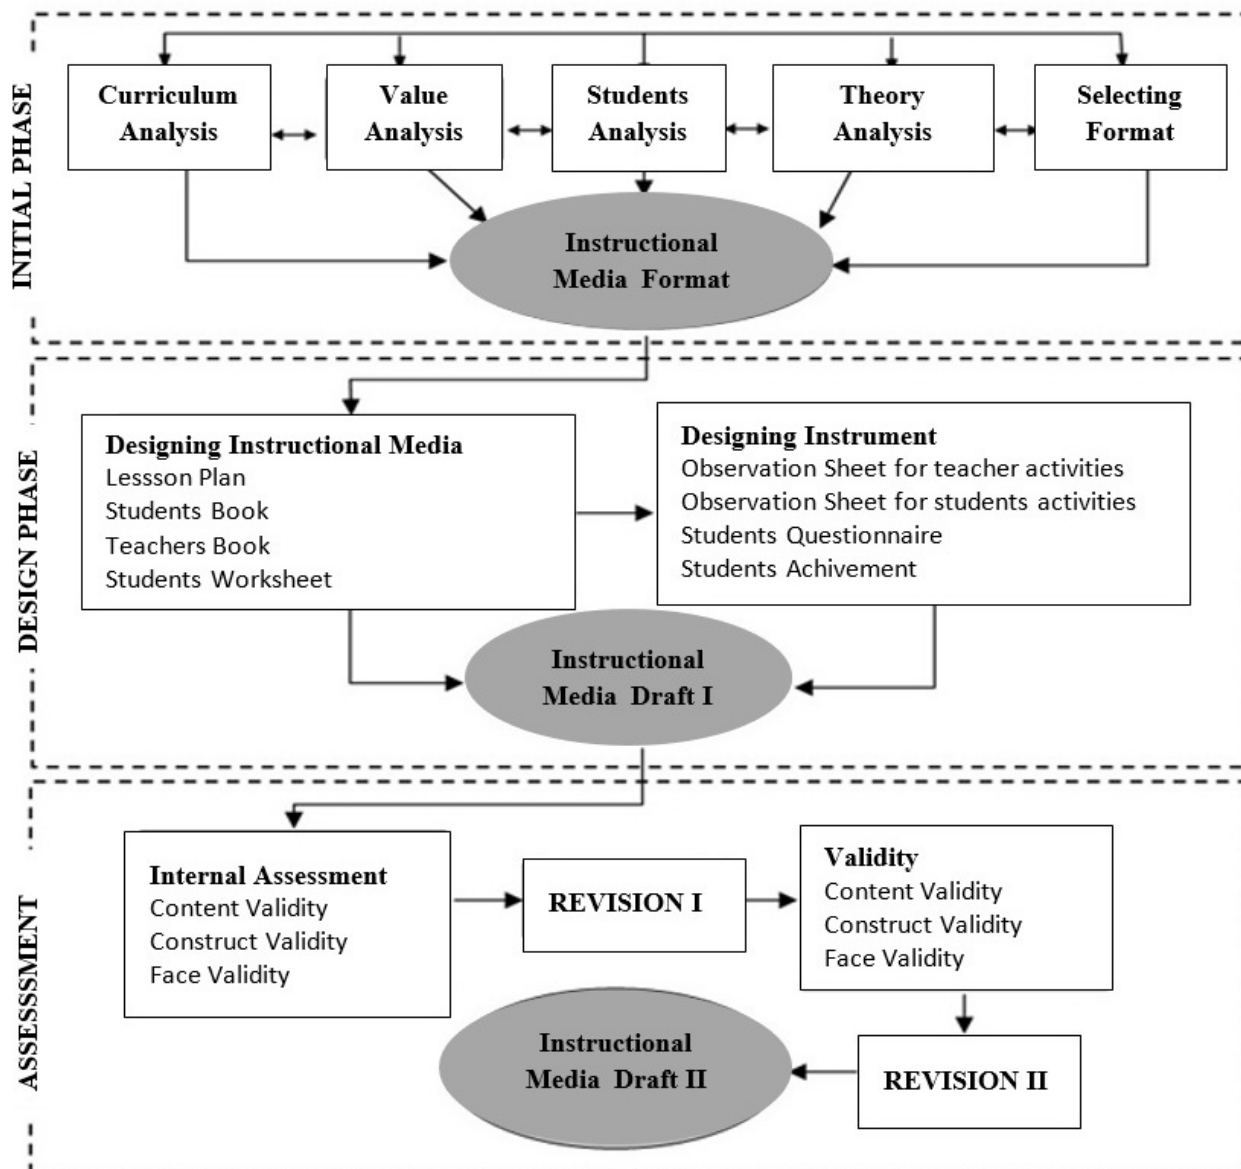 INITIAL PHASE
Curriculum
Analysis
Value
Analysis
Students
Analysis
Theory
Analysis
Selecting
Format
Instructional
Media Format
DESIGN PHASE
Designing Instructional Media
Lessson Plan
Students Book
Teachers Book
Students Worksheet
Designing Instrument
Observation Sheet for teacher activities
Observation Sheet for students activities
Students Questionnaire
Students Achivement
Instructional
Media Draft I
ASSESSSMENT
Internal Assessment
Content Validity
Construct Validity
Face Validity
REVISION I
Validity
Content Validity
Construct Validity
Face Validity
REVISION II
Instructional
Media Draft II